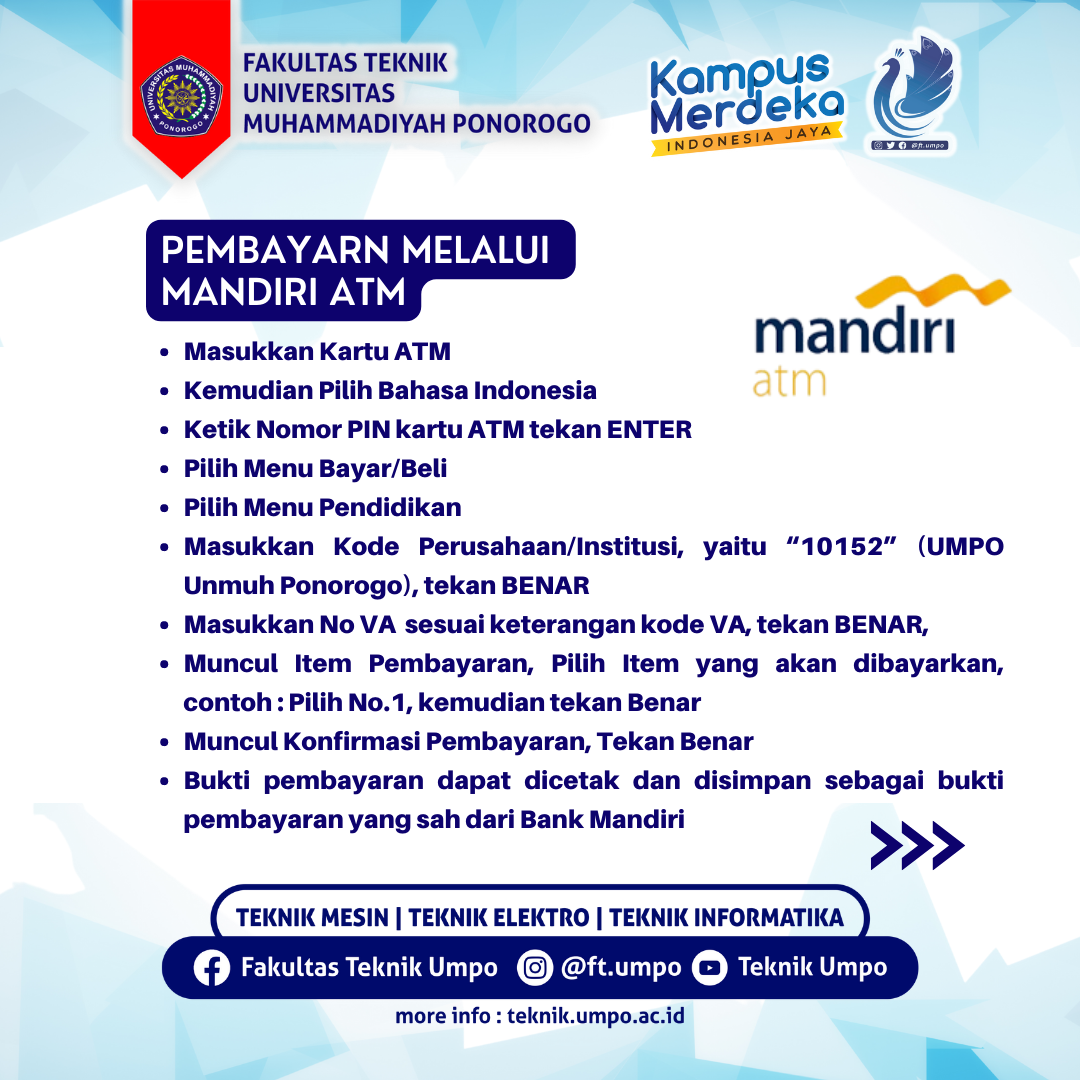 UNIVERSITAS MUHAMMADIYAH
PONOROGO
FAKULTAS TEKNIK
UNIVERSITAS
MUHAMMADIYAH PONOROGO
Kampus
Merdeka
INDONESIA JAYA
@ft.umpo
PEMBAYARN MELALUI
MANDIRI ATM
mandiri
atm
• Masukkan Kartu ATM
• Kemudian Pilih Bahasa Indonesia
• Ketik Nomor PIN kartu ATM tekan ENTER
• Pilih Menu Bayar/Beli
• Pilih Menu Pendidikan
• Masukkan Kode Perusahaan/Institusi, yaitu “10152” (UMPO
Unmuh Ponorogo), tekan BENAR
• Masukkan No VA sesuai keterangan kode VA, tekan BENAR,
• Muncul Item Pembayaran, Pilih Item yang akan dibayarkan,
contoh : Pilih No.1, kemudian tekan Benar
• Muncul Konfirmasi Pembayaran, Tekan Benar
• Bukti pembayaran dapat dicetak dan disimpan sebagai bukti
pembayaran yang sah dari Bank Mandiri
TEKNIK MESIN | TEKNIK ELEKTRO | TEKNIK INFORMATIKA
Fakultas Teknik Umpo @ft.umpo Teknik Umpo
more info : teknik.umpo.ac.id